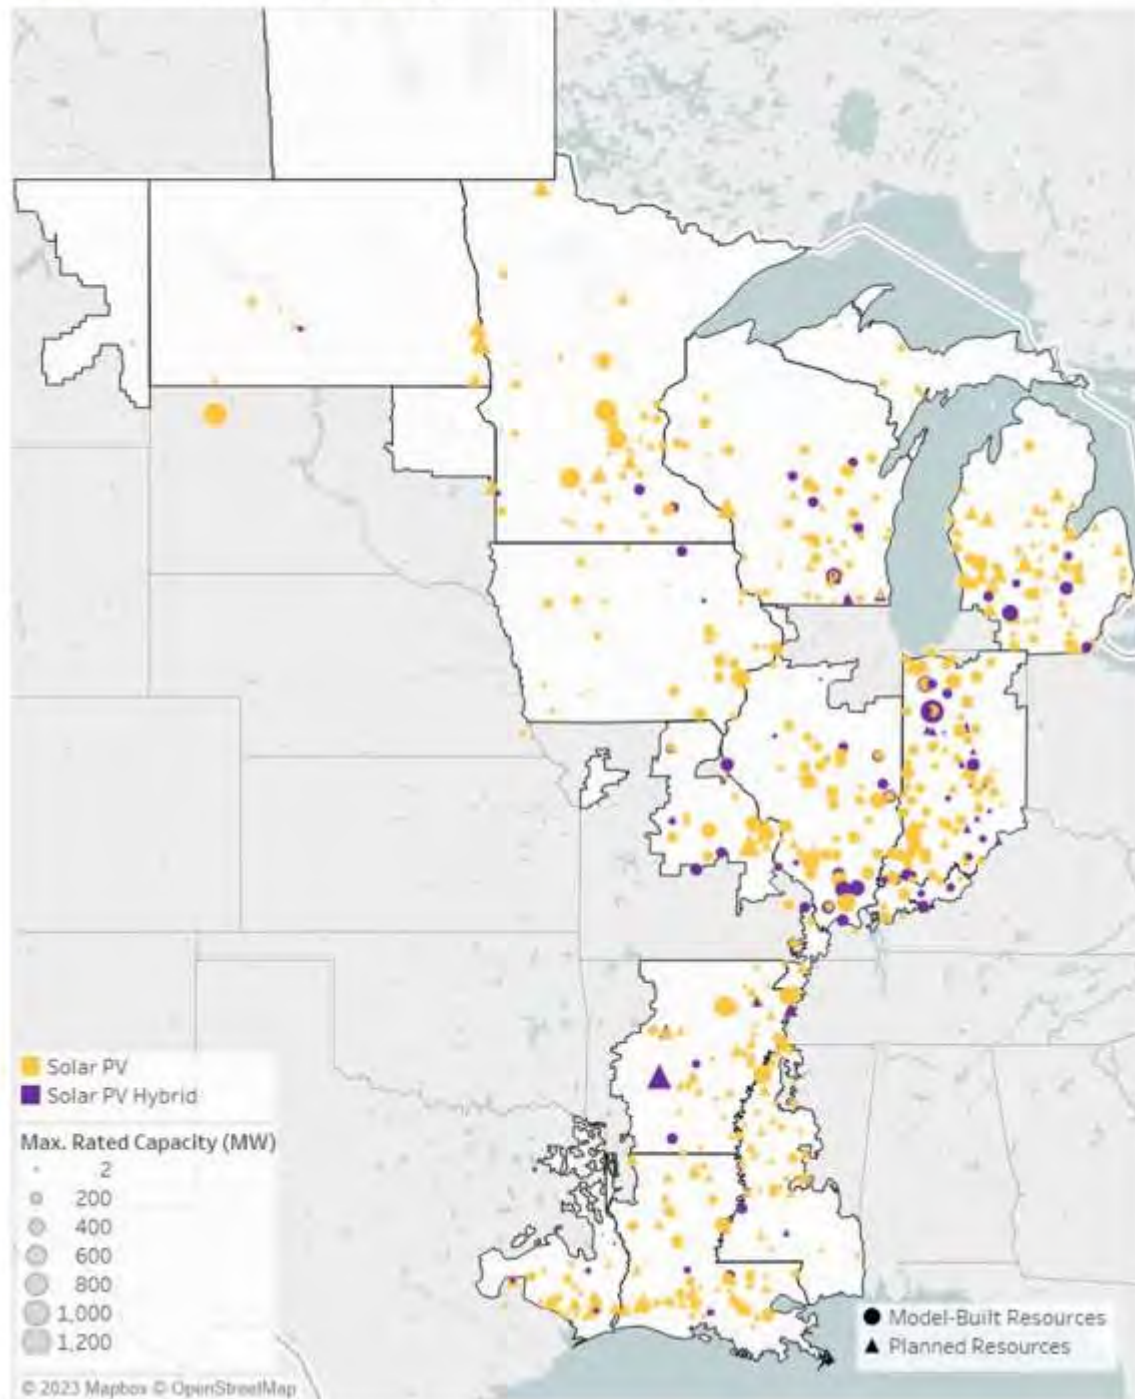 Solar PV
Solar PV Hybrid
Max. Rated Capacity (MW)
2
200
400
600
800
1,000
1,200
Model-Built Resources
Planned Resources
© 2023 Mapbox © OpenStreetMap